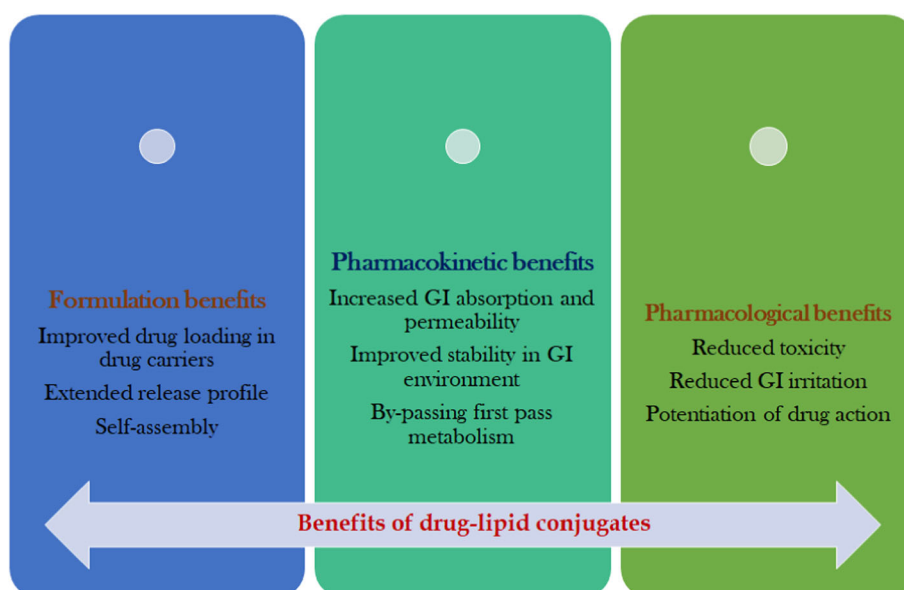 Formulation benefits
Improved drug loading in
drug carriers
Extended release profile
Self-assembly
Pharmacokinetic benefits
Increased GI absorption and
permeability
Improved stability in GI
environment
By-passing first pass
metabolism
Pharmacological benefits
Reduced toxicity
Reduced GI irritation
Potentiation of drug action
Benefits of drug-lipid conjugates